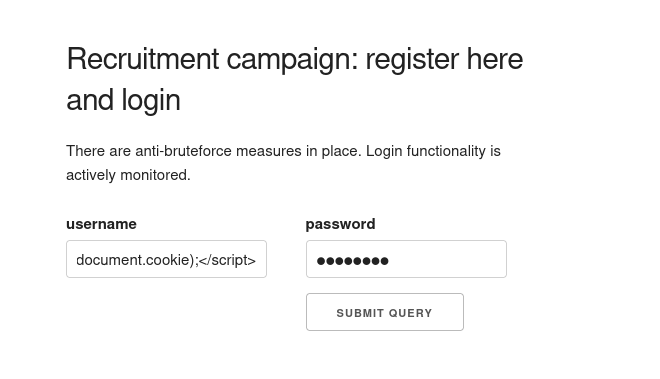 Recruitment campaign: register here
and login
There are anti-bruteforce measures in place. Login functionality is
actively monitored.
username
password
document.cookie);</script>
●●●●●●●●
SUBMIT QUERY